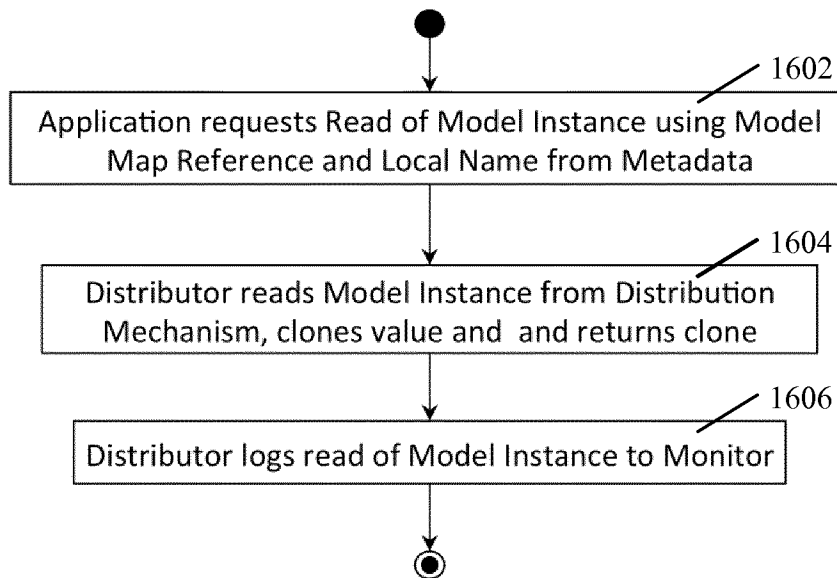 1602
Application requests Read of Model Instance using Model
Map Reference and Local Name from Metadata
1604
Distributor reads Model Instance from Distribution
Mechanism, clones value and  and returns clone
1606
Distributor logs read of Model Instance to Monitor